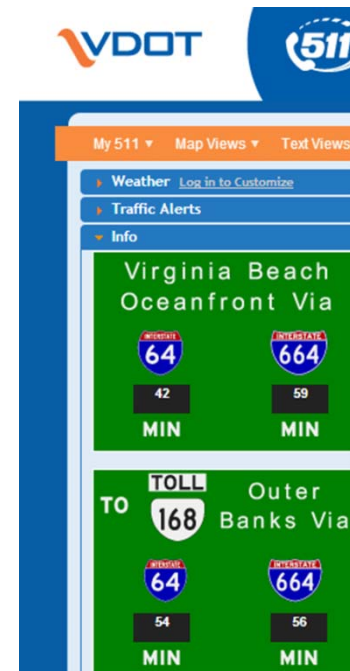 VDOT
511
My 511 ▼ Map Views ▼ Text Views
Weather Log in to Customize
Traffic Alerts
Info
Virginia Beach
Oceanfront Via
INTERSTATE INTERSTATE
64 664
42 59
MIN MIN
TOLL
TO 168 Outer
Banks Via
INTERSTATE INTERSTATE
64 664
54 56
MIN MIN